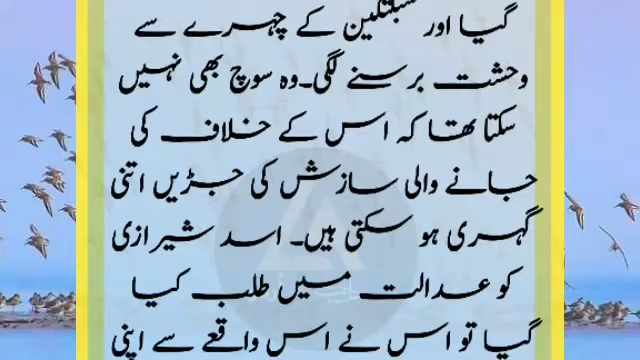 گیا اور سبکتگین کے چہرے سے
وحشت برسنے لگی۔وہ سوچ بھی نہیں
سکتا تھا کہ اس کے خلاف کی
جانے والی سازش کی جڑیں اتنی
گہری ہو سکتی ہیں۔ اسد شیرازی
کو عدالت میں طلب کیا
گیا تو اس نے اس واقعے سے اپنی